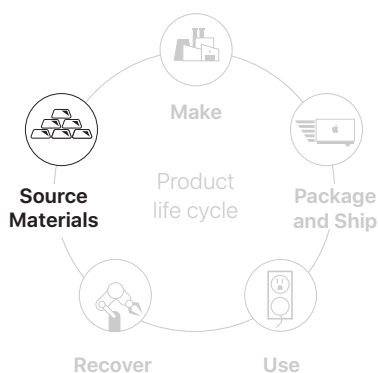 Make
Source
Materials
Product
life cycle
Package
and Ship
Recover
Use